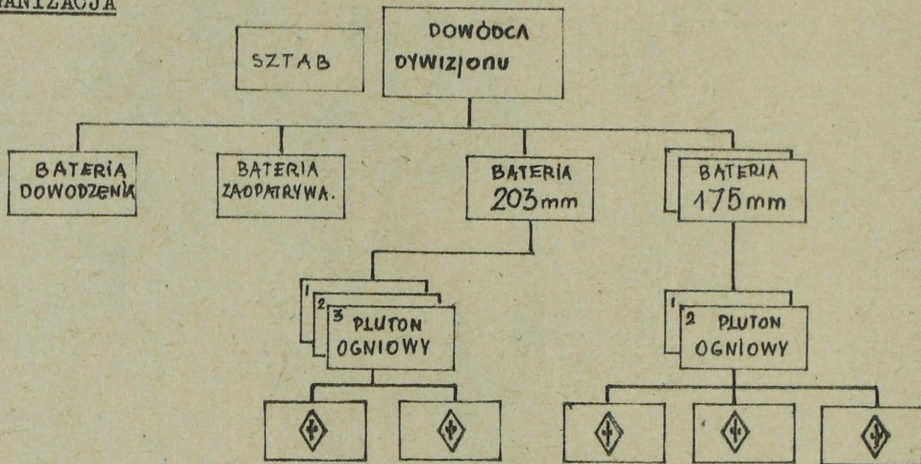 ANIZACJA
SZTAB
DOWÓDCA
DYWIZJONU
BATERIA
DOWODZENIA
BATERIA
ZAOPATRYWA.
BATERIA
203mm
BATERIA
175mm
1
2
3
PLUTON
OGNIOWY
1
2
PLUTON
OGNIOWY